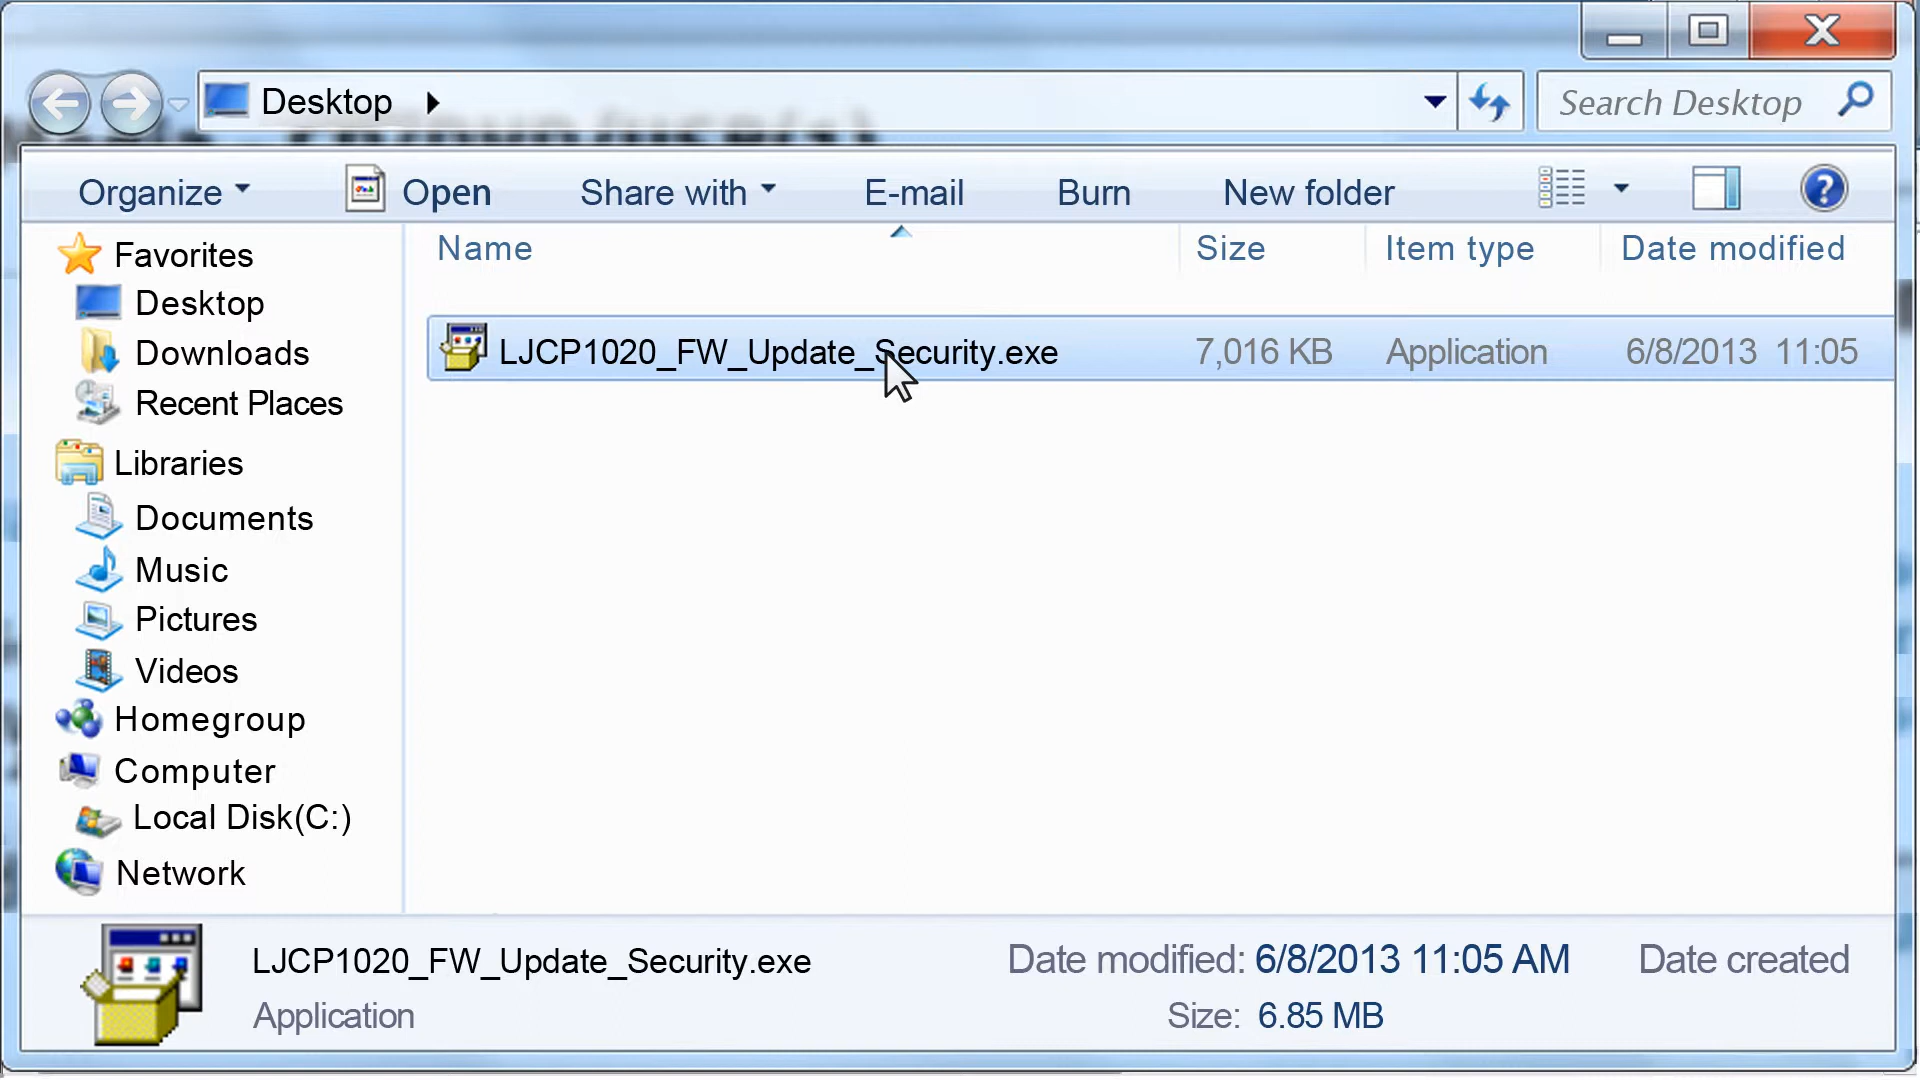 Desktop
Search Desktop
Organize Open Share with E-mail Burn New folder
Name Size Item type Date modified
LJCP1020_FW_Update_Security.exe 7,016 KB Application 6/8/2013 11:05
Favorites
Desktop
Downloads
Recent Places
Libraries
Documents
Music
Pictures
Videos
Homegroup
Computer
Local Disk(C:)
Network
LJCP1020_FW_Update_Security.exe Date modified: 6/8/2013 11:05 AM Date created
Application Size: 6.85 MB